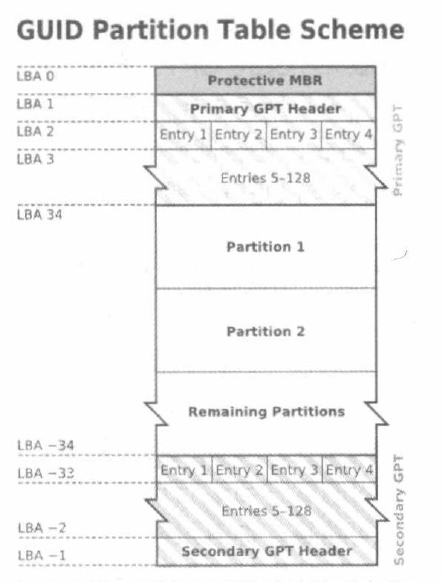 GUID Partition Table Scheme
LBA 0
Protective MBR
LBA 1
Primary GPT Header
LBA 2
Entry 1 Entry 2 Entry 3 Entry 4
LBA 3
Entries 5–128
Primary GPT
LBA 34
Partition 1
Partition 2
Remaining Partitions
LBA −34
LBA −33
Entry 1 Entry 2 Entry 3 Entry 4
Entries 5–128
LBA −2
LBA −1
Secondary GPT Header
Secondary GPT